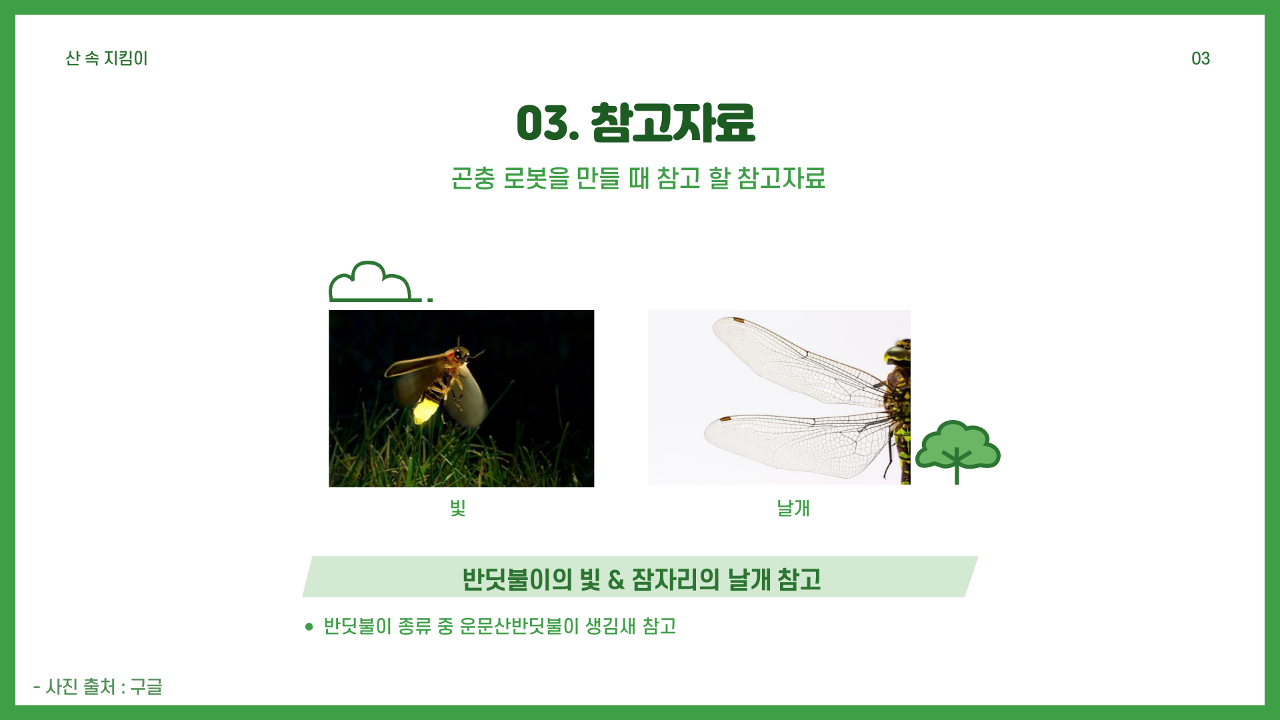 산 속 지킴이
03
03. 참고자료
곤충 로봇을 만들 때 참고 할 참고자료
빛
날개
반딧불이의 빛 & 잠자리의 날개 참고
● 반딧불이 종류 중 운문산반딧불이 생김새 참고
- 사진 출처 : 구글